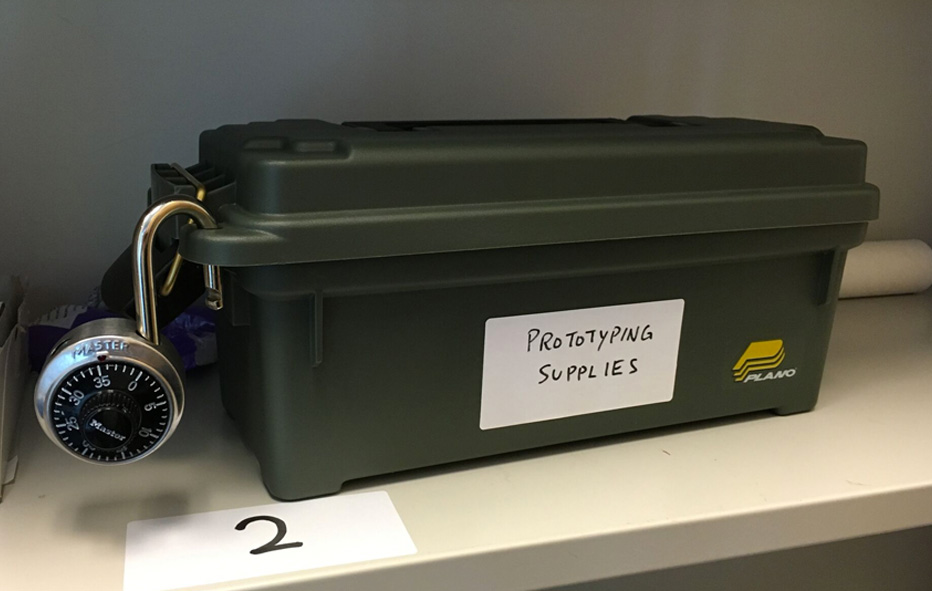 PROTOTYPING
SUPPLIES
PLANO
MASTER
35
0
30
5
25
10
Master
2